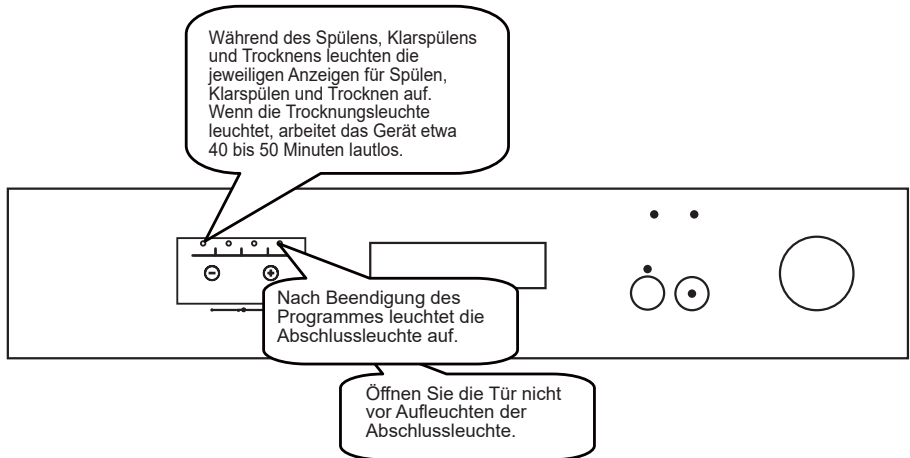 Während des Spülens, Klarspülens
und Trocknens leuchten die
jeweiligen Anzeigen für Spülen,
Klarspülen und Trocknen auf.
Wenn die Trocknungsleuchte
leuchtet, arbeitet das Gerät etwa
40 bis 50 Minuten lautlos.
Nach Beendigung des
Programmes leuchtet die
Abschlussleuchte auf.
Öffnen Sie die Tür nicht
vor Aufleuchten der
Abschlussleuchte.